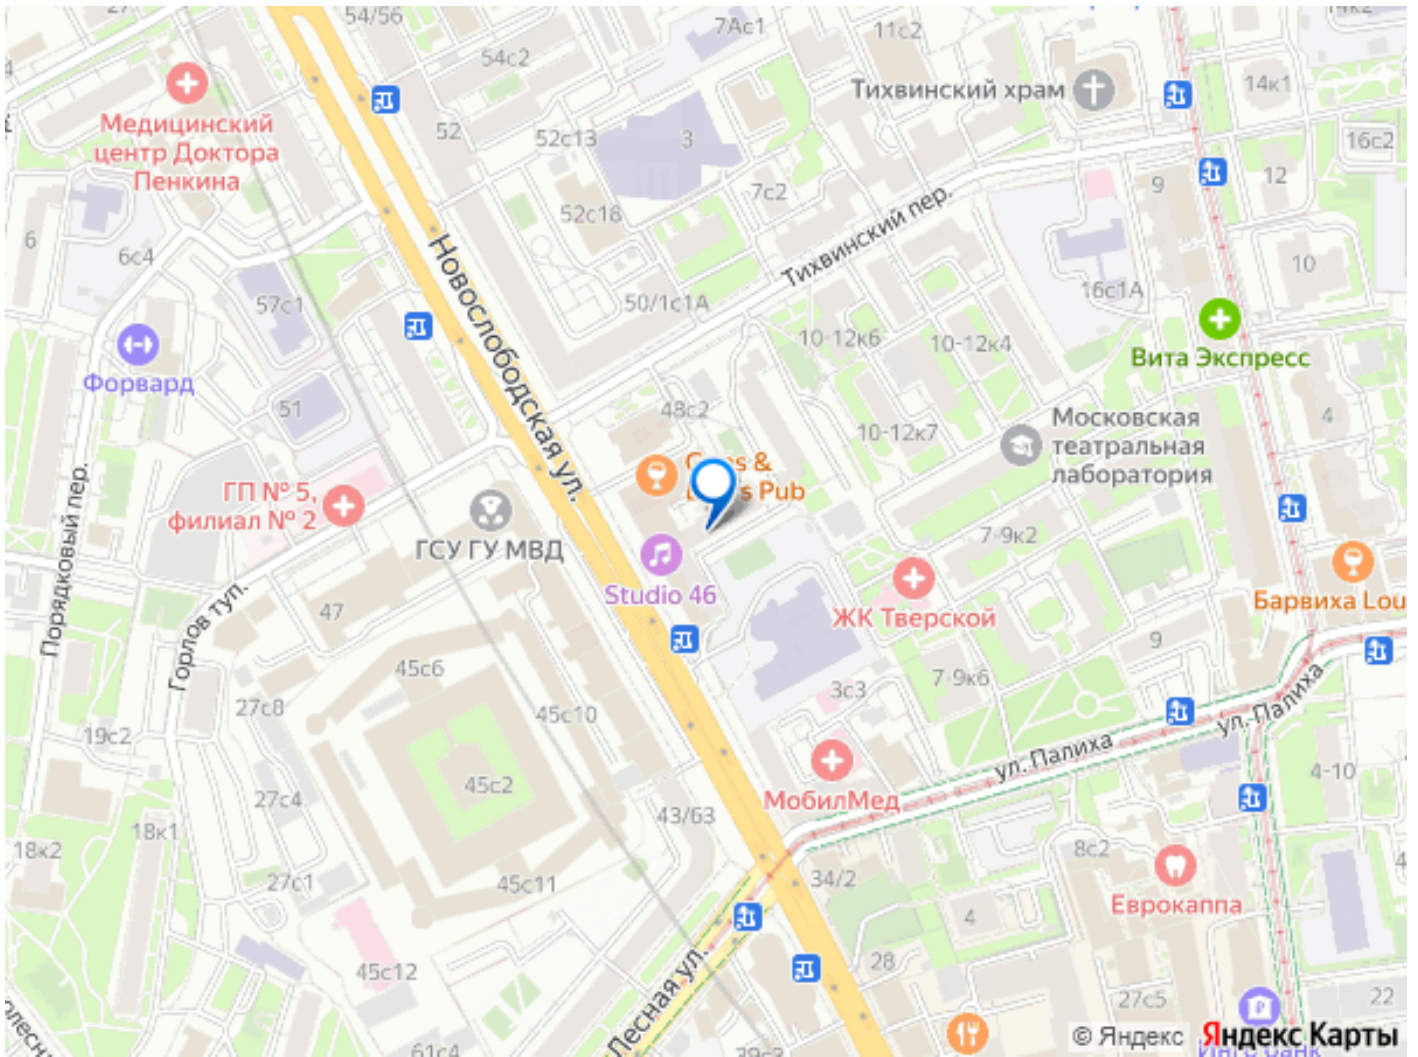 54/56
7Ас1
11с2
14к2
54с2
Тихвинский храм
14к1
Медицинский
центр Доктора
Пенкина
52
52с13
3
16с2
7с2
9
12
52с18
6
6с4
Тихвинский пер.
Новослободская ул.
10
57с1
50/1с1А
16с1А
10-12к6
10-12к4
Вита Экспресс
Форвард
51
48с2
10-12к7
Московская
театральная
лаборатория
4
ГП № 5,
филиал № 2
Pub
Порядковый пер.
ГСУ ГУ МВД
7-9к2
Studio 46
Барвиха Lou
ЖК Тверской
Горлов туп.
47
9
45с6
3с3
7-9к6
27с8
45с10
ул. Палиха
ул. Палиха
19с2
45с2
4-10
27с4
МобилМед
43/63
18к1
18к2
8с2
4
27с1
45с11
34/2
Еврокаппа
4
45с12
28
Лесная ул.
27с5
22
61с4
39с3
© Яндекс
Яндекс Карты